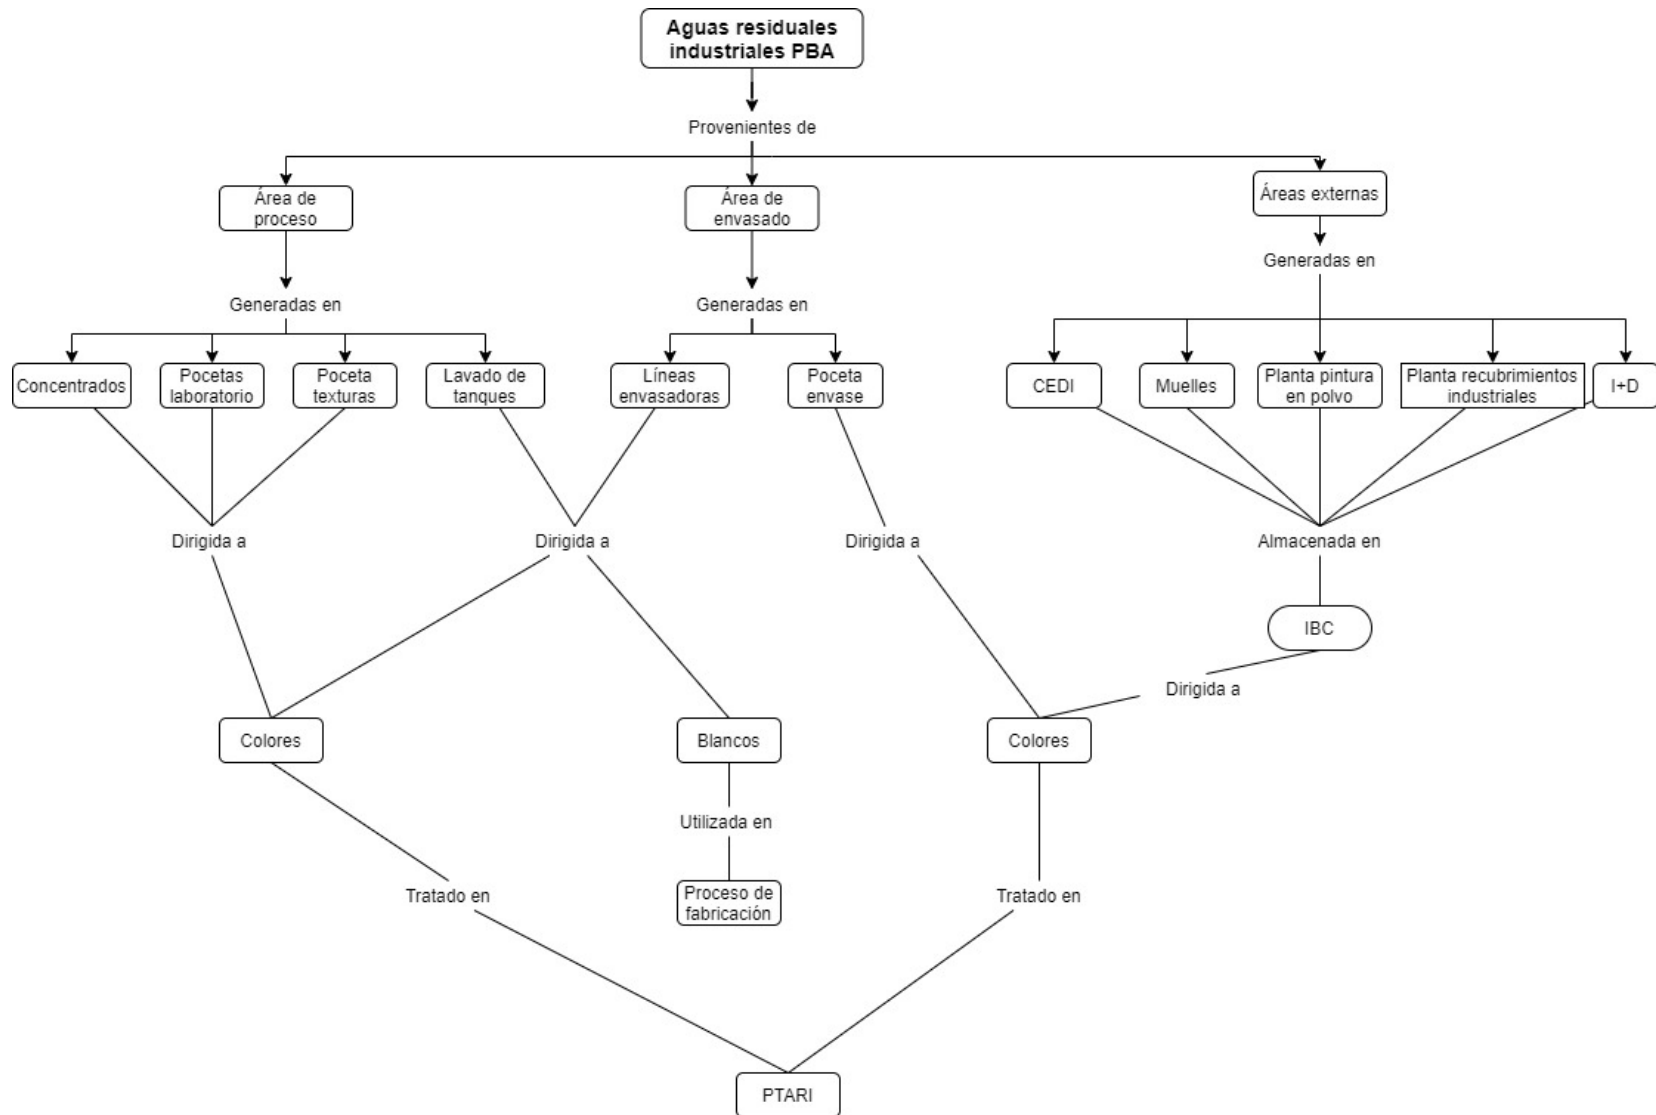 Aguas residuales
industriales PBA
Provenientes de
Área de
proceso
Área de
envasado
Áreas externas
Generadas en
Generadas en
Generadas en
Concentrados
Pocetas
laboratorio
Poceta
texturas
Lavado de
tanques
Líneas
envasadoras
Poceta
envase
CEDI
Muelles
Planta pintura
en polvo
Planta recubrimientos
industriales
I+D
Dirigida a
Dirigida a
Dirigida a
Almacenada en
IBC
Dirigida a
Colores
Blancos
Colores
Utilizada en
Tratado en
Proceso de
fabricación
Tratado en
PTARI